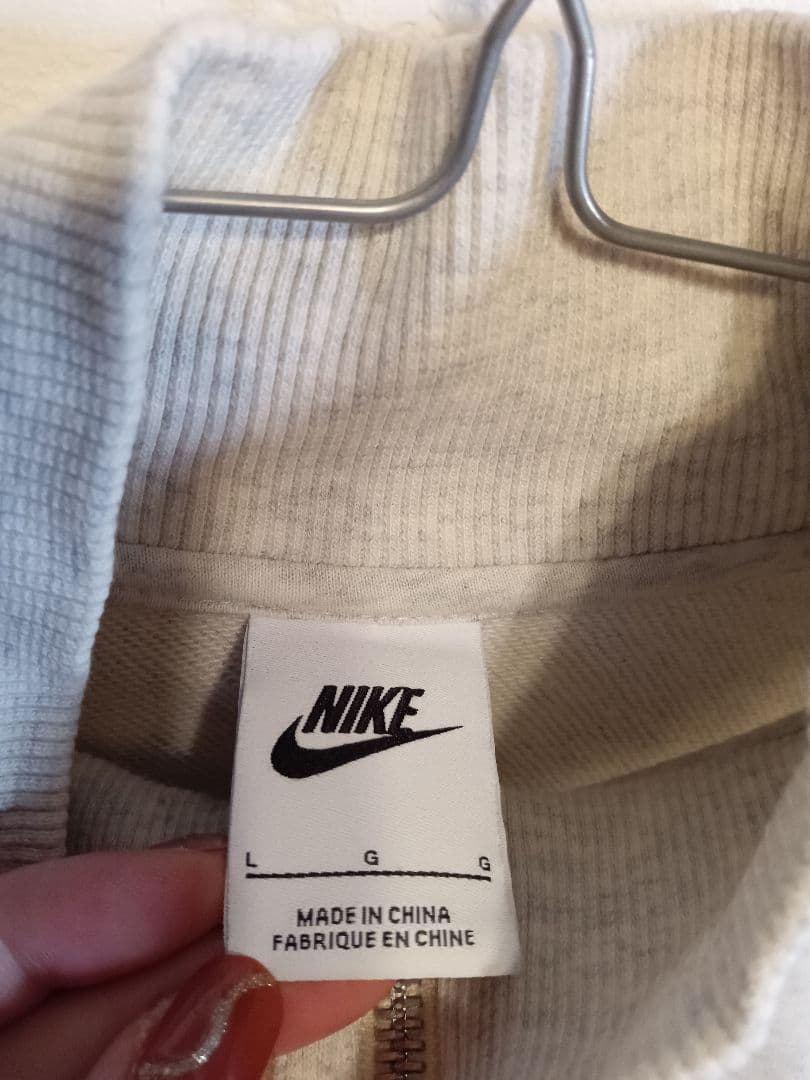 NIKE
L G G
MADE IN CHINA
FABRIQUE EN CHINE